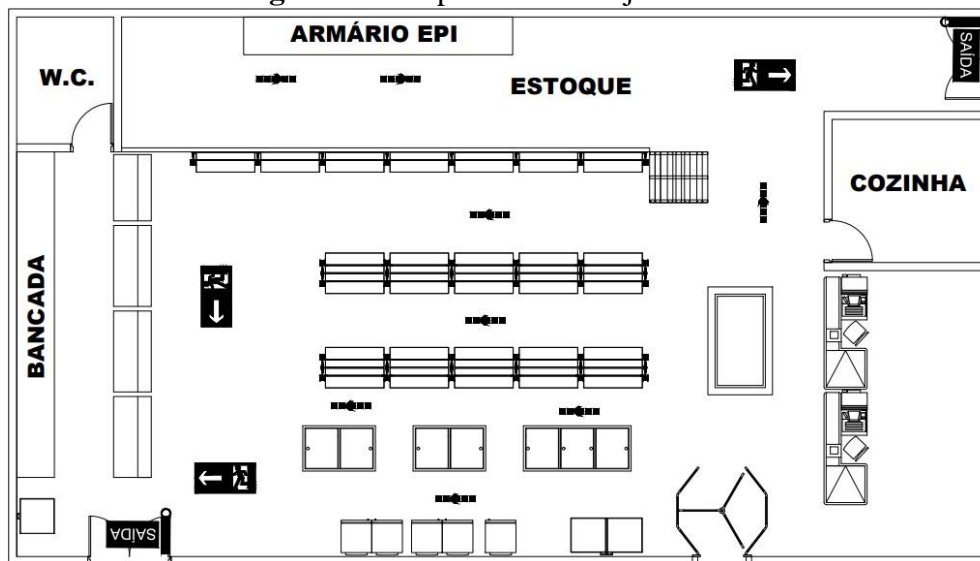 ARMÁRIO EPI
SAÍDA
W.C.
ESTOQUE
COZINHA
BANCADA
SAÍDA